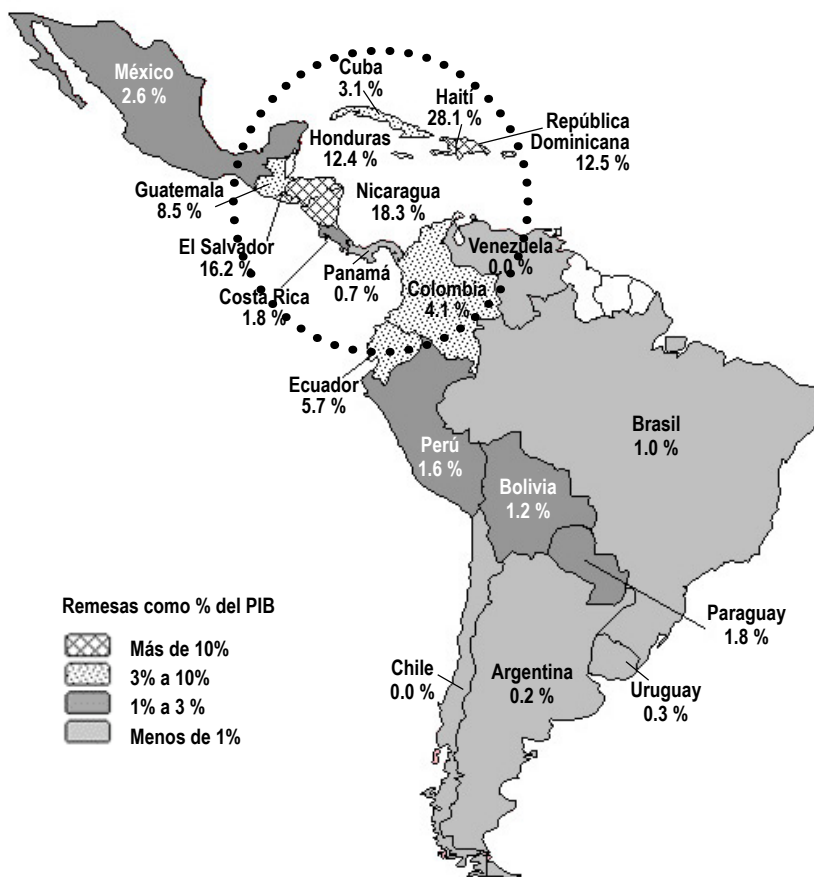 México
2.6 %
Cuba
3.1 %
Haití
28.1 %
República
Dominicana
12.5 %
Honduras
12.4 %
Guatemala
8.5 %
Nicaragua
18.3 %
El Salvador
16.2 %
Costa Rica
1.8 %
Panamá
0.7 %
Venezuela
0.0 %
Colombia
4.1 %
Ecuador
5.7 %
Perú
1.6 %
Brasil
1.0 %
Bolivia
1.2 %
Paraguay
1.8 %
Chile
0.0 %
Argentina
0.2 %
Uruguay
0.3 %
Remesas como % del PIB
Más de 10%
3% a 10%
1% a 3 %
Menos de 1%